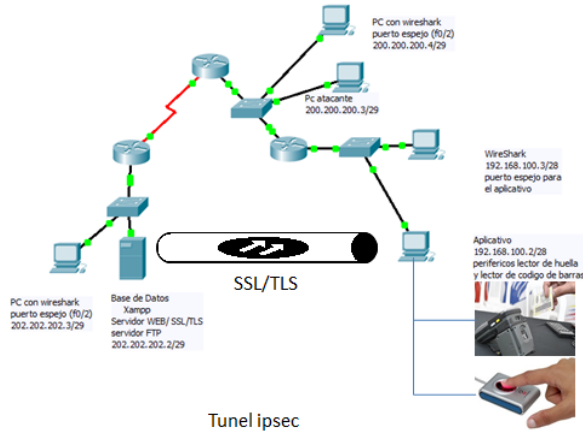 PC con wireshark
puerto espejo (f0/2)
200.200.200.4/29
Pc atacante
200.200.200.3/29
WireShark
192.168.100.3/28
puerto espejo para
el aplicativo
Aplicativo
192.168.100.2/28
perifericos lector de huella
y lector de codigo de barras
SSL/TLS
PC con wireshark
puerto espejo (f0/2)
202.202.202.3/29
Base de Datos
Xampp
Servidor WEB/ SSL/TLS
servidor FTP
202.202.202.2/29
Tunel ipsec